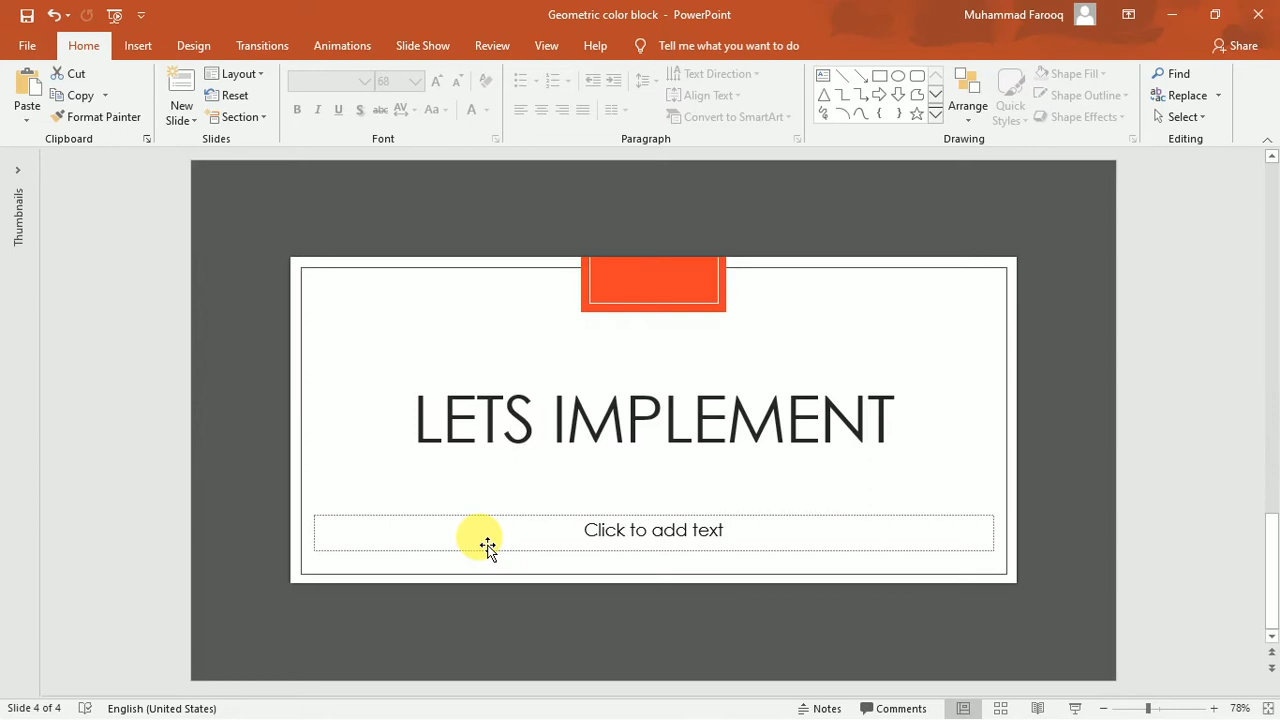 Geometric color block - PowerPoint
Muhammad Farooq
File Home Insert Design Transitions Animations Slide Show Review View Help Tell me what you want to do Share
Paste
Cut
Copy
Format Painter
Clipboard
New
Slide
Layout
Reset
Section
Slides
68
B I U S abc AV Aa A
Font
Text Direction
Align Text
Convert to SmartArt
Paragraph
Arrange
Quick
Styles
Shape Fill
Shape Outline
Shape Effects
Drawing
Find
Replace
Select
Editing
Thumbnails
LETS IMPLEMENT
Click to add text
Slide 4 of 4 English (United States) Notes Comments 78%